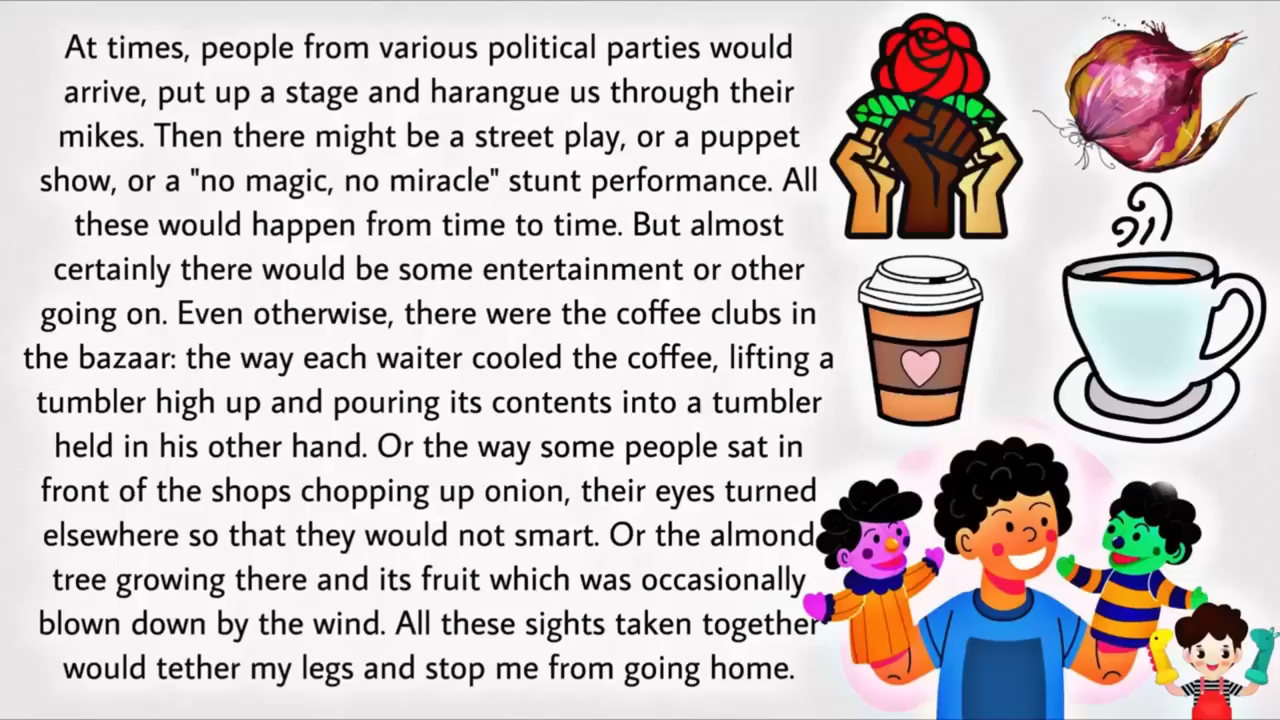 At times, people from various political parties would
arrive, put up a stage and harangue us through their
mikes. Then there might be a street play, or a puppet
show, or a "no magic, no miracle" stunt performance. All
these would happen from time to time. But almost
certainly there would be some entertainment or other
going on. Even otherwise, there were the coffee clubs in
the bazaar: the way each waiter cooled the coffee, lifting a
tumbler high up and pouring its contents into a tumbler
held in his other hand. Or the way some people sat in
front of the shops chopping up onion, their eyes turned
elsewhere so that they would not smart. Or the almond
tree growing there and its fruit which was occasionally
blown down by the wind. All these sights taken together
would tether my legs and stop me from going home.